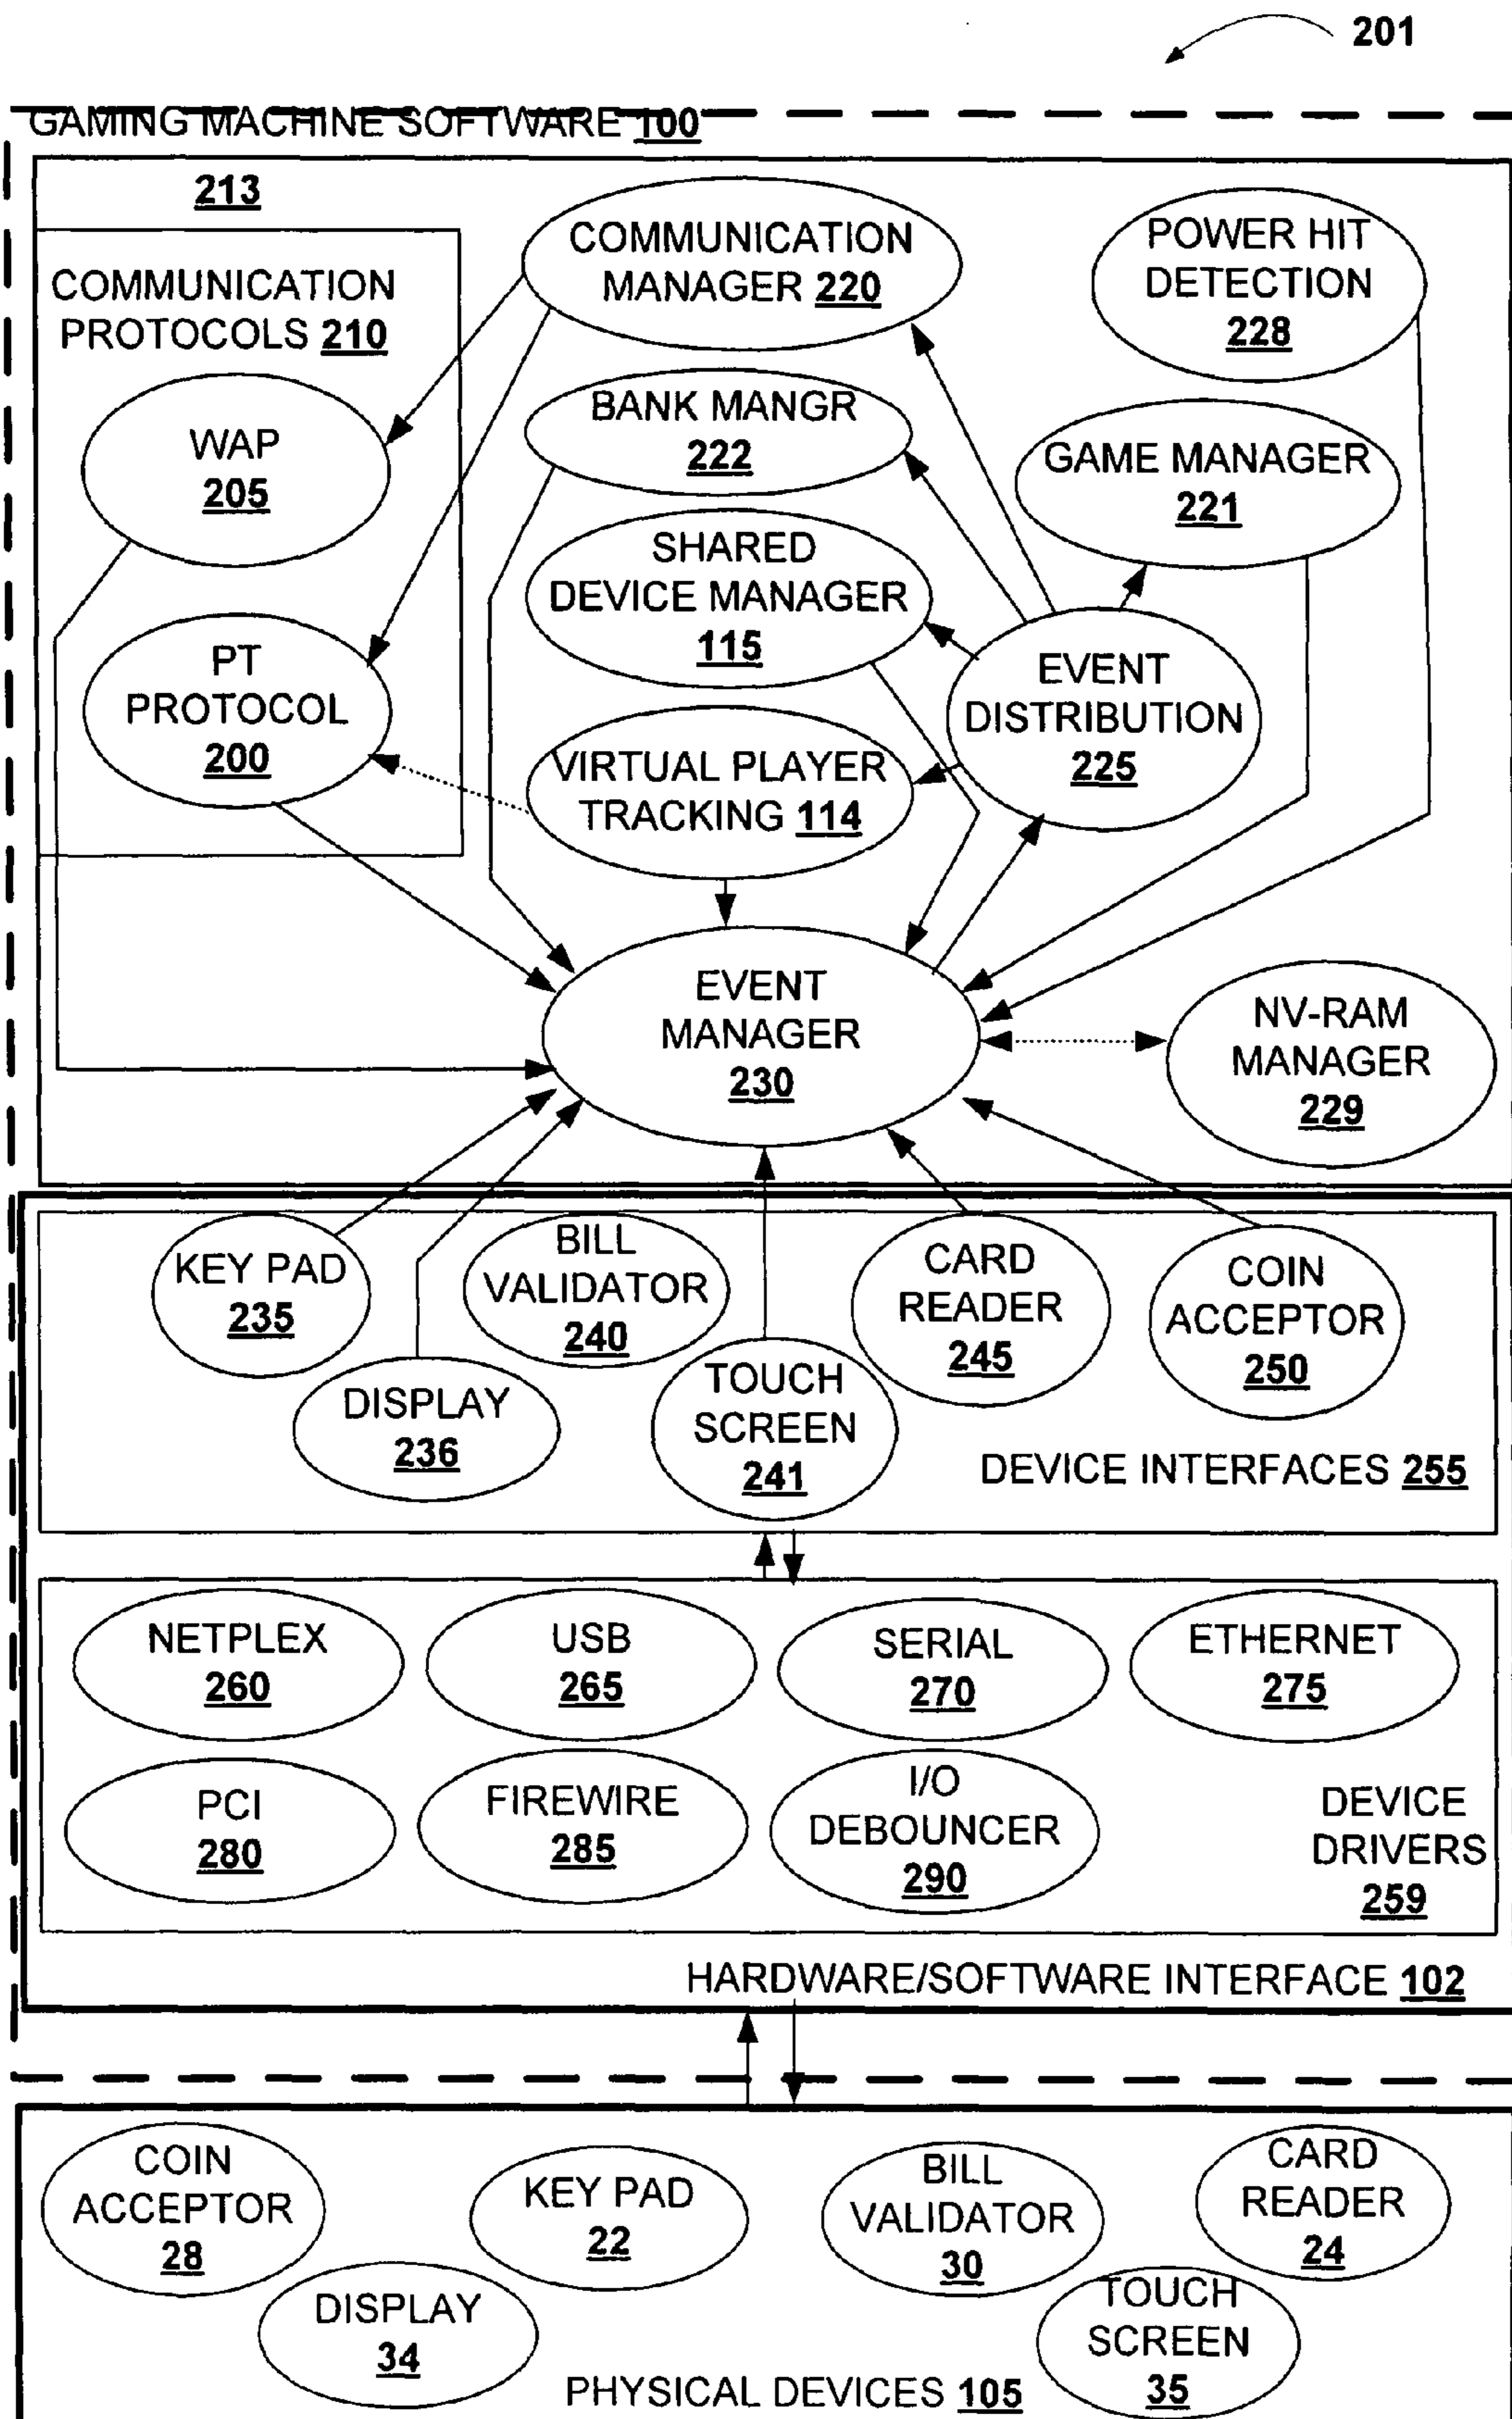 201
GAMING MACHINE SOFTWARE 100
213
COMMUNICATION
PROTOCOLS 210
WAP
205
PT
PROTOCOL
200
COMMUNICATION
MANAGER 220
BANK MANGR
222
SHARED
DEVICE MANAGER
115
VIRTUAL PLAYER
TRACKING 114
POWER HIT
DETECTION
228
GAME MANAGER
221
EVENT
DISTRIBUTION
225
EVENT
MANAGER
230
NV-RAM
MANAGER
229
KEY PAD
235
DISPLAY
236
BILL
VALIDATOR
240
TOUCH
SCREEN
241
CARD
READER
245
COIN
ACCEPTOR
250
DEVICE INTERFACES 255
NETPLEX
260
USB
265
SERIAL
270
ETHERNET
275
PCI
280
FIREWIRE
285
I/O
DEBOUNCER
290
DEVICE
DRIVERS
259
HARDWARE/SOFTWARE INTERFACE 102
COIN
ACCEPTOR
28
DISPLAY
34
KEY PAD
22
BILL
VALIDATOR
30
CARD
READER
24
TOUCH
SCREEN
35
PHYSICAL DEVICES 105